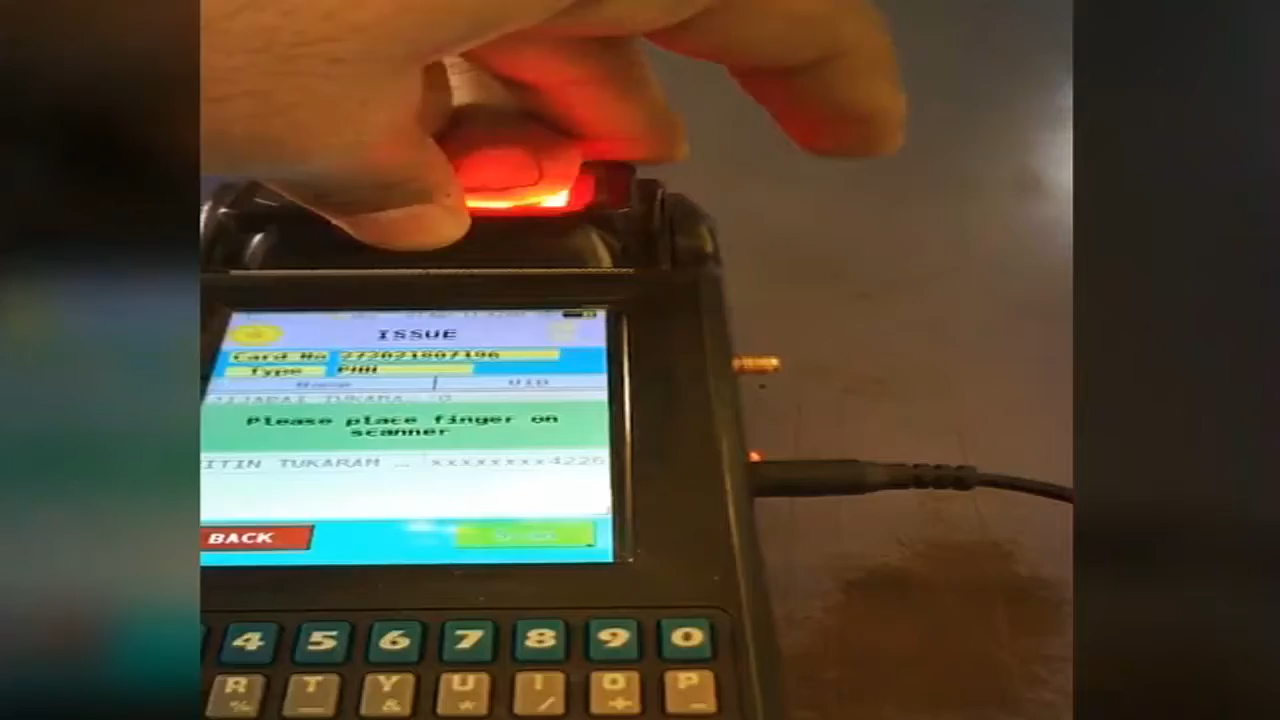 ISSUE
Card No 272021807196
Type PHH
Name UID
Please place finger on
scanner
ITIN TUKARAM ... xxxxxxxx4226
BACK
4 5 6 7 8 9 0
R T Y U I O P
% _ & * / + -